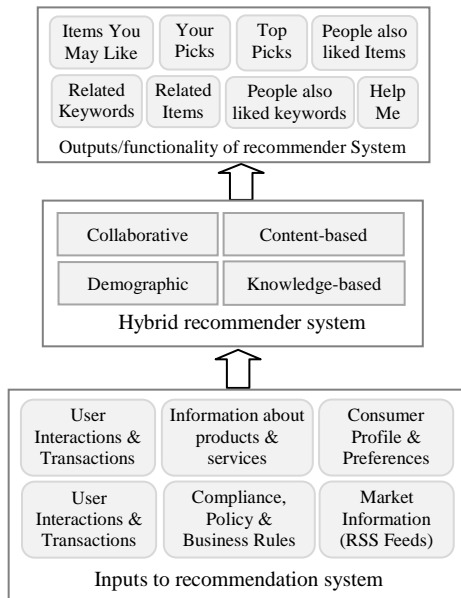 Items You
May Like
Your
Picks
Top
Picks
People also
liked Items
Related
Keywords
Related
Items
People also
liked keywords
Help
Me
Outputs/functionality of recommender System
Collaborative
Content-based
Demographic
Knowledge-based
Hybrid recommender system
User
Interactions &
Transactions
Information about
products &
services
Consumer
Profile &
Preferences
User
Interactions &
Transactions
Compliance,
Policy &
Business Rules
Market
Information
(RSS Feeds)
Inputs to recommendation system